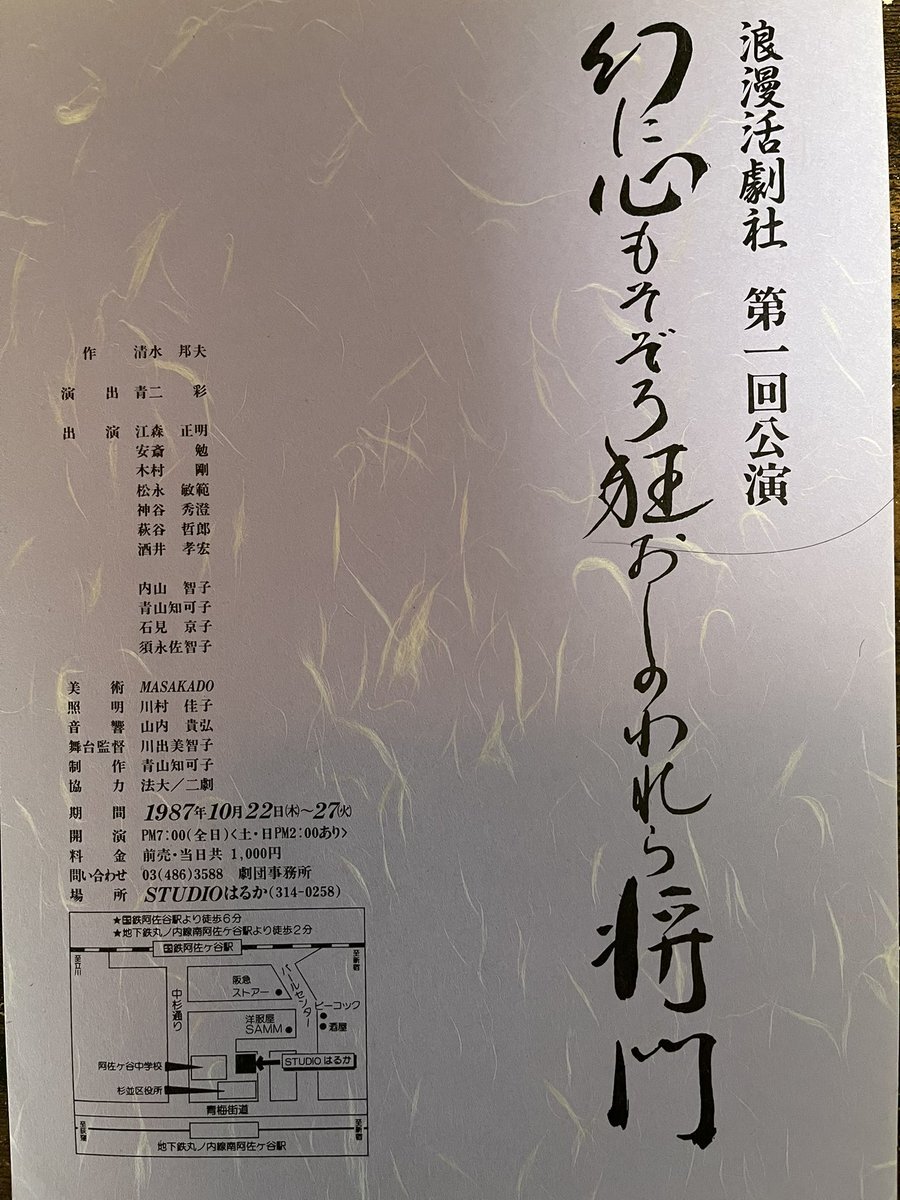 浪漫活劇社 第一回公演
幻に心もそぞろ狂おしのわれら将門
作 清水 邦夫
演出 青二 彩
出演 江森 正明
安斎 勉
木村 剛
松永 敏範
神谷 秀澄
萩谷 哲郎
酒井 孝宏
内山 智子
青山知可子
石見 京子
須永佐智子
美術 MASAKADO
照明 川村 佳子
音響 山内 貴弘
舞台監督 川出美智子
制作 青山知可子
協力 法大/二劇
期間 1987年10月22日(木)~27(火)
開演 PM7:00(全日)<土・日PM2:00あり>
料金 前売・当日共 1,000円
問い合わせ 03(486)3588 劇団事務所
場所 STUDIOはるか(314-0258)
★国鉄阿佐谷駅より徒歩6分
★地下鉄丸ノ内線南阿佐ヶ谷駅より徒歩2分
国鉄阿佐ヶ谷駅
至立川
至新宿
中杉通り
阪急
ストアー
パールセンター
ピーコック
酒屋
洋服屋
SAMM
STUDIO はるか
阿佐ヶ谷中学校
杉並区役所
青梅街道
至荻窪
至新宿
地下鉄丸ノ内線南阿佐ヶ谷駅